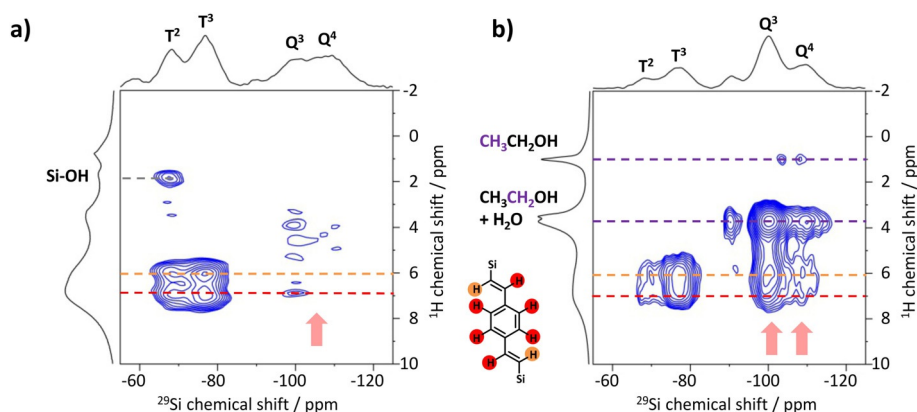 a)
T² T³ Q³ Q⁴
Si-OH
-2
0
2
4
6
8
10
¹H chemical shift / ppm
-60 -80 -100 -120
²⁹Si chemical shift / ppm
b)
T² T³ Q³ Q⁴
CH₃CH₂OH
CH₃CH₂OH
+ H₂O
Si
H H
H H
H H
H H
Si
-2
0
2
4
6
8
10
¹H chemical shift / ppm
-60 -80 -100 -120
²⁹Si chemical shift / ppm